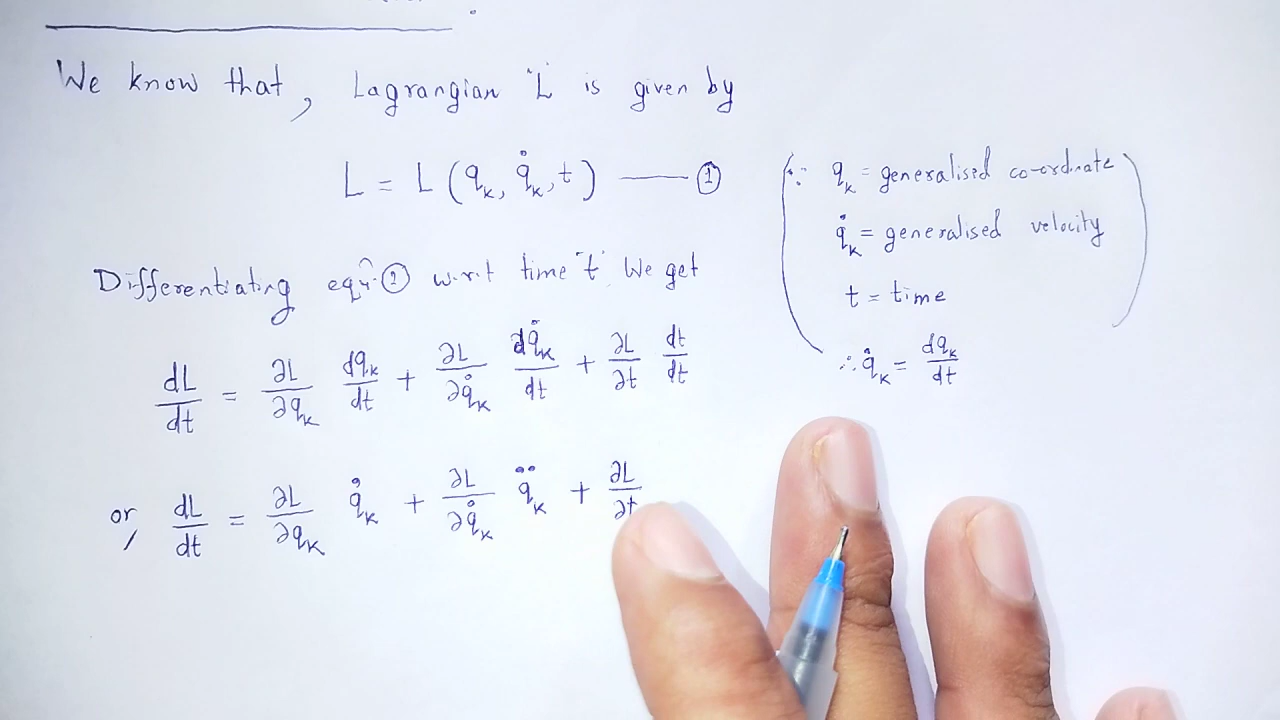 We know that, Lagrangian 'L' is given by
L = L (qₖ, q̊ₖ, t) —— ①
(∵ qₖ = generalised co-ordinate
q̊ₖ = generalised velocity
t = time
∴ q̊ₖ = dqₖ/dt)
Differentiating eqn. ① w.r.t time 't', We get
dL/dt = ∂L/∂qₖ dqₖ/dt + ∂L/∂q̊ₖ dq̊ₖ/dt + ∂L/∂t dt/dt
or, dL/dt = ∂L/∂qₖ q̊ₖ + ∂L/∂q̊ₖ q̈ₖ + ∂L/∂t